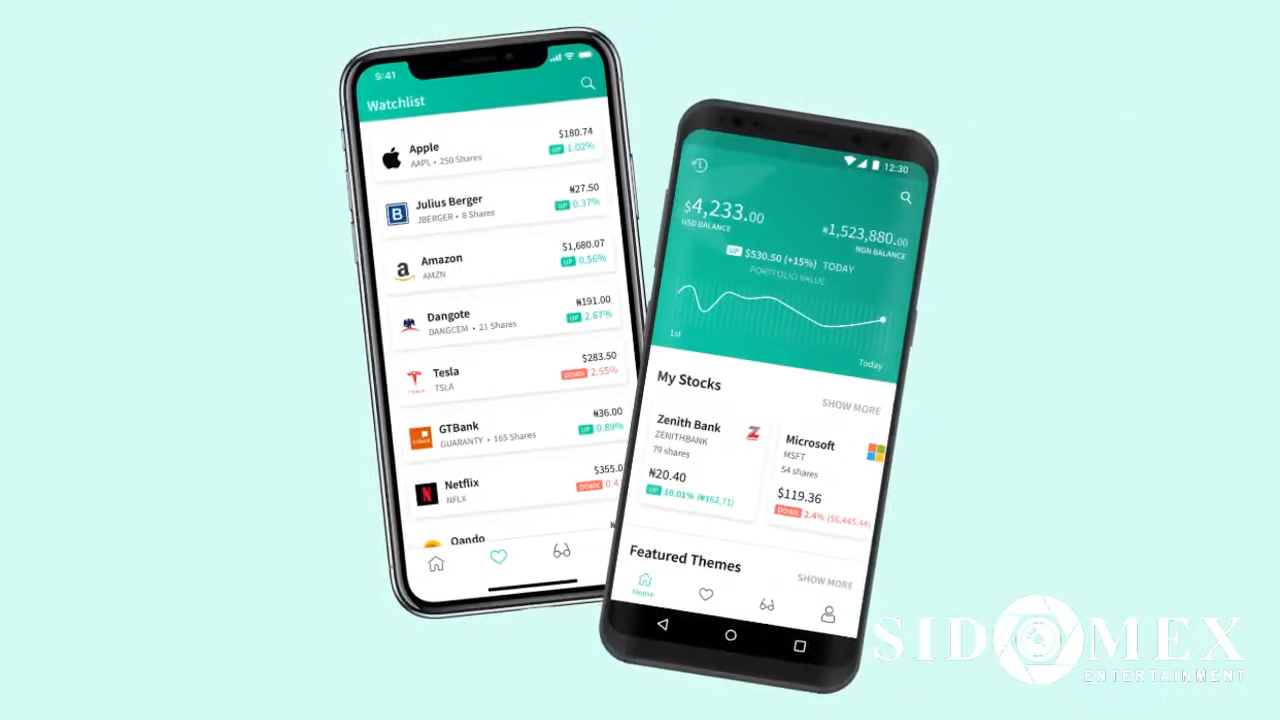 9:41
Watchlist
Apple
$180.74
AAPL • 250 Shares
UP 1.02%
Julius Berger
₦27.50
JBERGER • 8 Shares
UP 0.37%
Amazon
$1,680.07
AMZN
UP 0.56%
Dangote
₦191.00
DANGCEM • 21 Shares
UP 2.67%
Tesla
$283.50
TSLA
DOWN 2.55%
GTBank
₦36.00
GUARANTY • 165 Shares
UP 0.89%
Netflix
$355.0
NFLX
DOWN 0.4
Oando
12:30
$4,233.00
USD BALANCE
₦1,523,880.00
NGN BALANCE
UP $530.50 (+15%) TODAY
PORTFOLIO VALUE
1st
Today
My Stocks
SHOW MORE
Zenith Bank
ZENITHBANK
79 shares
₦20.40
UP 10.01% (₦162,71)
Microsoft
MSFT
54 shares
$119.36
DOWN 2.4% ($6,445.44)
Featured Themes
SHOW MORE
Home
SIDOMEX
ENTERTAINMENT